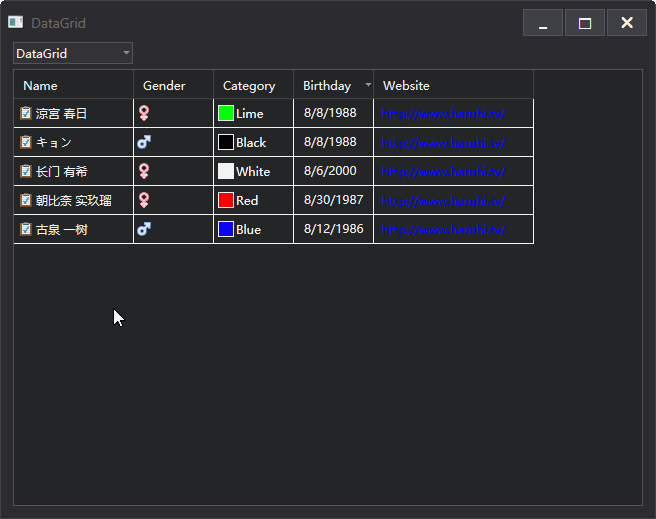 DataGrid
DataGrid
Name Gender Category Birthday Website
涼宮 春日 Lime 8/8/1988 http://www.haruhi.tv/
キョン Black 8/8/1988 http://www.haruhi.tv/
长门 有希 White 8/6/2000 http://www.haruhi.tv/
朝比奈 实玖瑠 Red 8/30/1987 http://www.haruhi.tv/
古泉 一树 Blue 8/12/1986 http://www.haruhi.tv/